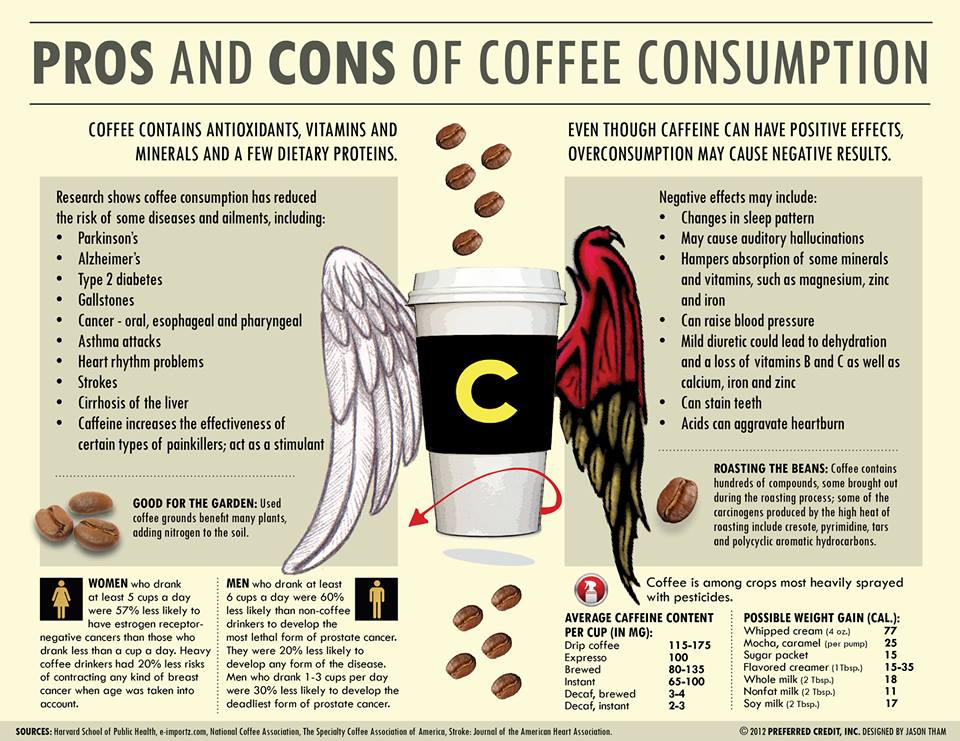 PROS AND CONS OF COFFEE CONSUMPTION
COFFEE CONTAINS ANTIOXIDANTS, VITAMINS AND
MINERALS AND A FEW DIETARY PROTEINS.
Research shows coffee consumption has reduced
the risk of some diseases and ailments, including:
• Parkinson's
• Alzheimer's
• Type 2 diabetes
• Gallstones
• Cancer - oral, esophageal and pharyngeal
• Asthma attacks
• Heart rhythm problems
• Strokes
• Cirrhosis of the liver
• Caffeine increases the effectiveness of
certain types of painkillers; act as a stimulant
GOOD FOR THE GARDEN: Used
coffee grounds benefit many plants,
adding nitrogen to the soil.
WOMEN who drank
at least 5 cups a day
were 57% less likely to
have estrogen receptor-
negative cancers than those who
drank less than a cup a day. Heavy
coffee drinkers had 20% less risks
of contracting any kind of breast
cancer when age was taken into
account.
MEN who drank at least
6 cups a day were 60%
less likely than non-coffee
drinkers to develop the
most lethal form of prostate cancer.
They were 20% less likely to
develop any form of the disease.
Men who drank 1-3 cups per day
were 30% less likely to develop the
deadliest form of prostate cancer.
C
EVEN THOUGH CAFFEINE CAN HAVE POSITIVE EFFECTS,
OVERCONSUMPTION MAY CAUSE NEGATIVE RESULTS.
Negative effects may include:
• Changes in sleep pattern
• May cause auditory hallucinations
• Hampers absorption of some minerals
and vitamins, such as magnesium, zinc
and iron
• Can raise blood pressure
• Mild diuretic could lead to dehydration
and a loss of vitamins B and C as well as
calcium, iron and zinc
• Can stain teeth
• Acids can aggravate heartburn
ROASTING THE BEANS: Coffee contains
hundreds of compounds, some brought out
during the roasting process; some of the
carcinogens produced by the high heat of
roasting include cresote, pyrimidine, tars
and polycyclic aromatic hydrocarbons.
Coffee is among crops most heavily sprayed
with pesticides.
AVERAGE CAFFEINE CONTENT
PER CUP (IN MG):
Drip coffee 115-175
Expresso 100
Brewed 80-135
Instant 65-100
Decaf, brewed 3-4
Decaf, instant 2-3
POSSIBLE WEIGHT GAIN (CAL.):
Whipped cream (4 oz.) 77
Mocha, caramel (per pump) 25
Sugar packet 15
Flavored creamer (1Tbsp.) 15-35
Whole milk (2 Tbsp.) 18
Nonfat milk (2 Tbsp.) 11
Soy milk (2 Tbsp.) 17
SOURCES: Harvard School of Public Health, e-importz.com, National Coffee Association, The Specialty Coffee Association of America, Stroke: Journal of the American Heart Association.
© 2012 PREFERRED CREDIT, INC. DESIGNED BY JASON THAM